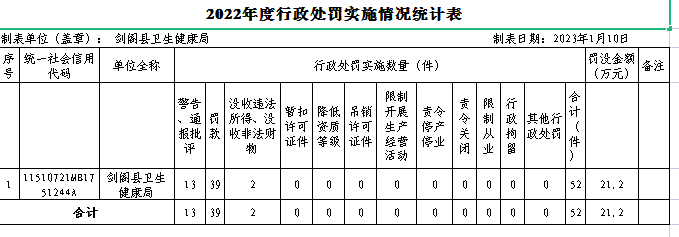 2022年度行政处罚实施情况统计表
制表单位（盖章）： 剑阁县卫生健康局 制表日期：2023年1月10日
序号 统一社会信用代码 单位全称 行政处罚实施数量（件） 罚没金额（万元） 备注
警告、通报批评 罚款 没收违法所得、没收非法财物 暂扣许可证件 降低资质等级 吊销许可证件 限制开展生产经营活动 责令停产停业 责令关闭 限制从业 行政拘留 其他行政处罚 合计（件）
1 11510721MB1751244A 剑阁县卫生健康局 13 39 2 0 0 0 0 0 0 0 0 0 52 21.2
合计 13 39 2 0 0 0 0 0 0 0 0 0 52 21.2